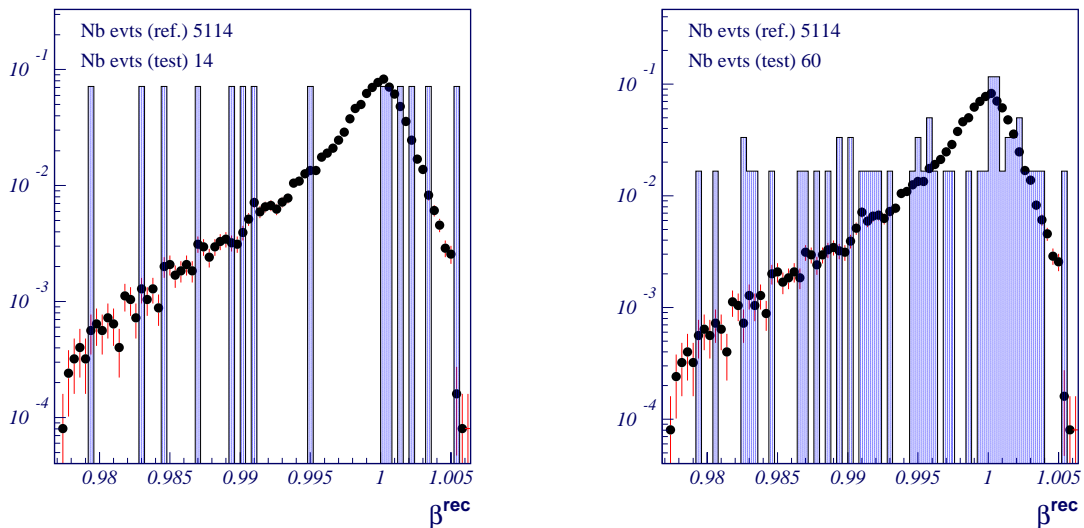 Nb evts (ref.) 5114
Nb evts (test) 14
10⁻¹
10⁻²
10⁻³
10⁻⁴
0.98 0.985 0.99 0.995 1 1.005
βʳᵉᶜ
Nb evts (ref.) 5114
Nb evts (test) 60
10⁻¹
10⁻²
10⁻³
10⁻⁴
0.98 0.985 0.99 0.995 1 1.005
βʳᵉᶜ